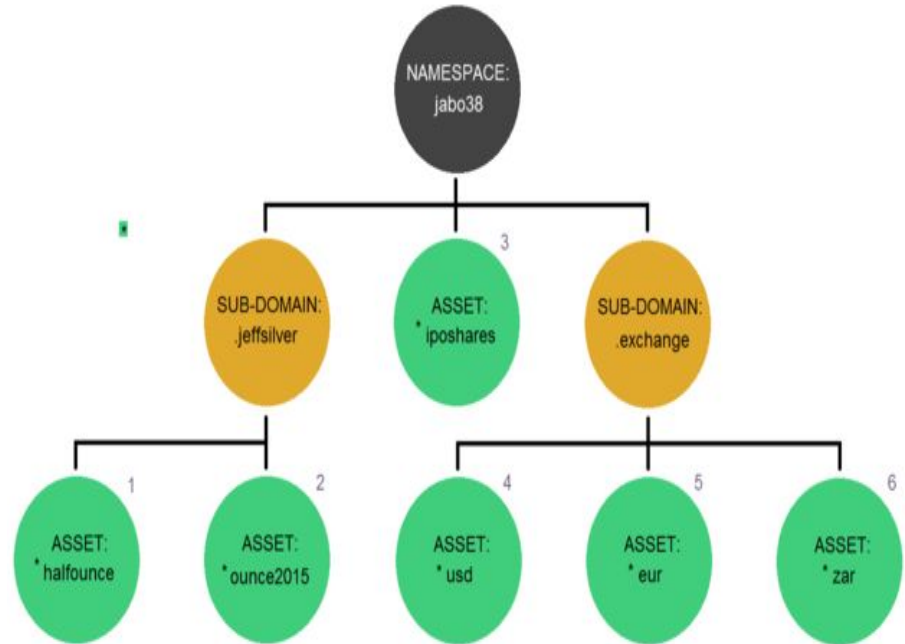 NAMESPACE:
jabo38
3
SUB-DOMAIN:
.jeffsilver
ASSET:
* iposhares
SUB-DOMAIN:
.exchange
1
2
4
5
6
ASSET:
* halfounce
ASSET:
* ounce2015
ASSET:
* usd
ASSET:
* eur
ASSET:
* zar